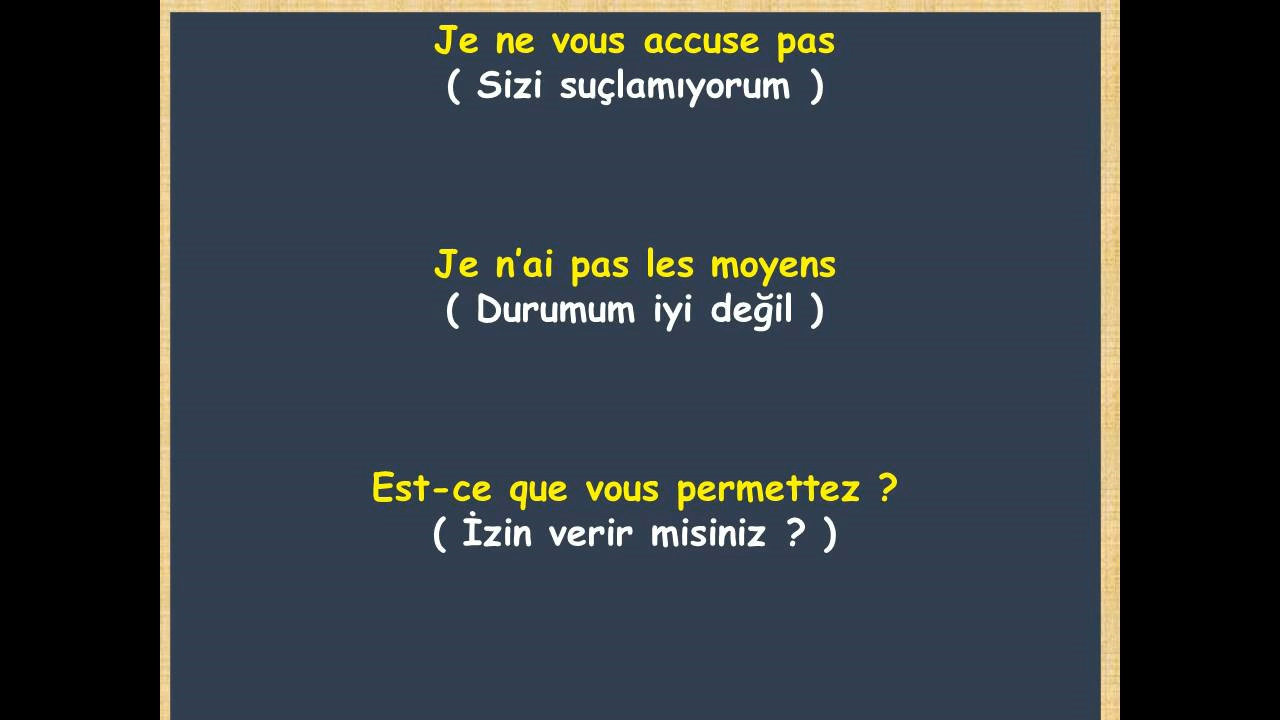 Je ne vous accuse pas
( Sizi suçlamıyorum )
Je n’ai pas les moyens
( Durumum iyi değil )
Est-ce que vous permettez ?
( İzin verir misiniz ? )